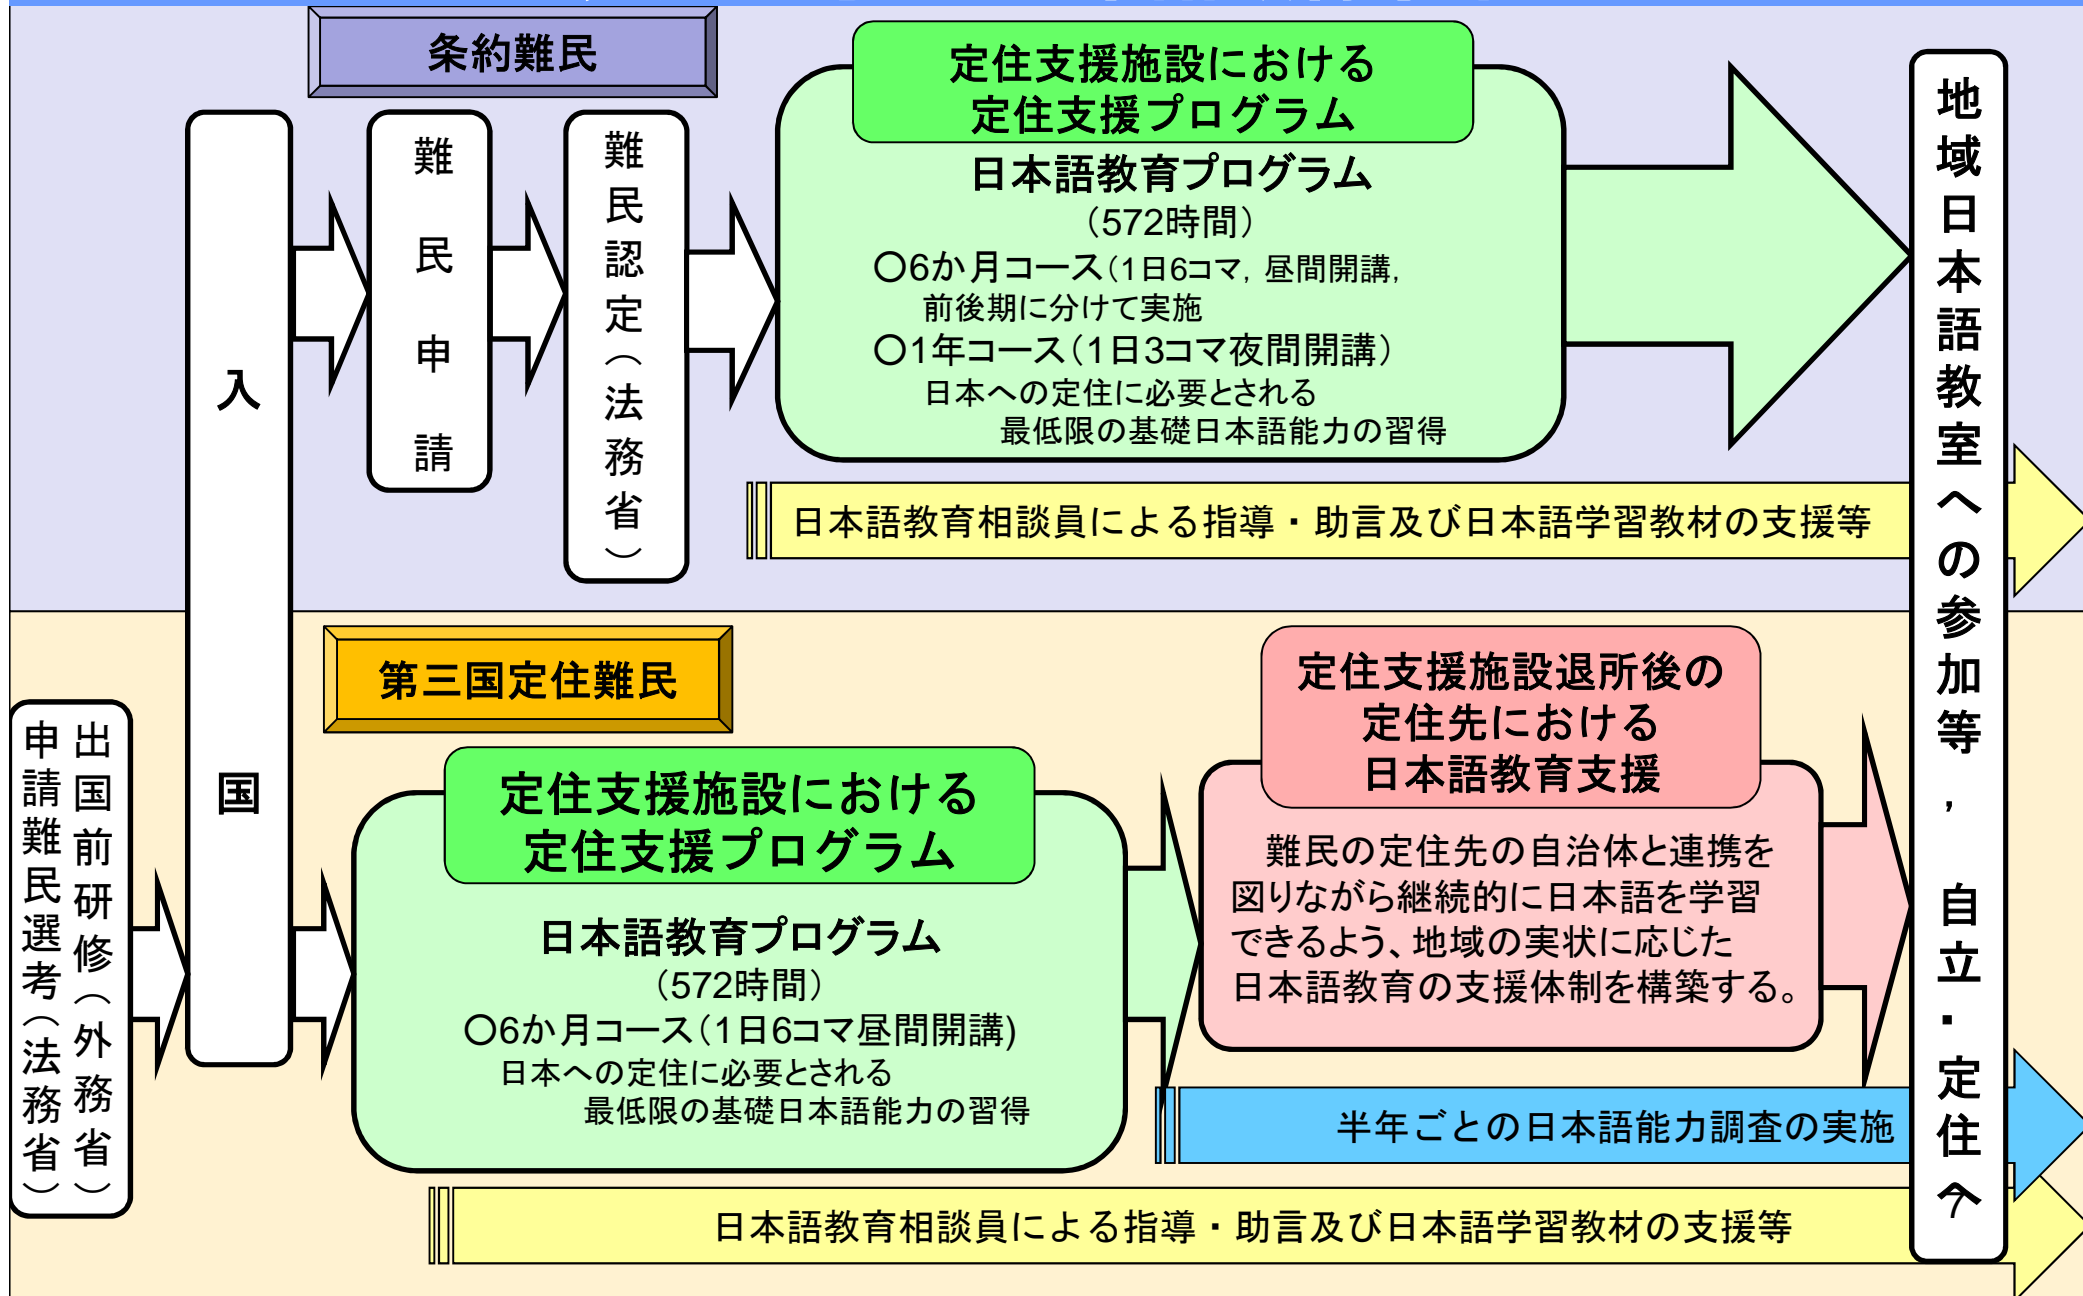 条約難民
入国
難民申請
難民認定（法務省）
定住支援施設における
定住支援プログラム
日本語教育プログラム
（572時間）
〇6か月コース（1日6コマ，昼間開講，
前後期に分けて実施
〇1年コース（1日3コマ夜間開講）
日本への定住に必要とされる
最低限の基礎日本語能力の習得
日本語教育相談員による指導・助言及び日本語学習教材の支援等
地域日本語教室への参加等，自立・定住へ
第三国定住難民
出国前研修（外務省）
申請難民選考（法務省）
定住支援施設における
定住支援プログラム
日本語教育プログラム
（572時間）
〇6か月コース（1日6コマ昼間開講)
日本への定住に必要とされる
最低限の基礎日本語能力の習得
定住支援施設退所後の
定住先における
日本語教育支援
難民の定住先の自治体と連携を
図りながら継続的に日本語を学習
できるよう、地域の実状に応じた
日本語教育の支援体制を構築する。
半年ごとの日本語能力調査の実施
日本語教育相談員による指導・助言及び日本語学習教材の支援等
7